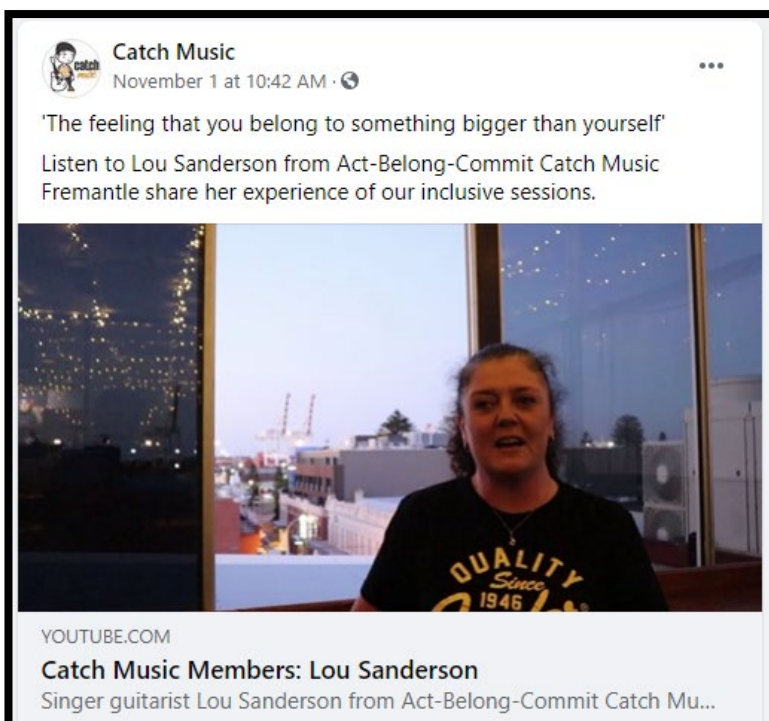 catch
music
Catch Music
November 1 at 10:42 AM ·
'The feeling that you belong to something bigger than yourself'
Listen to Lou Sanderson from Act-Belong-Commit Catch Music
Fremantle share her experience of our inclusive sessions.
QUALITY
Since
1946
YOUTUBE.COM
Catch Music Members: Lou Sanderson
Singer guitarist Lou Sanderson from Act-Belong-Commit Catch Mu...